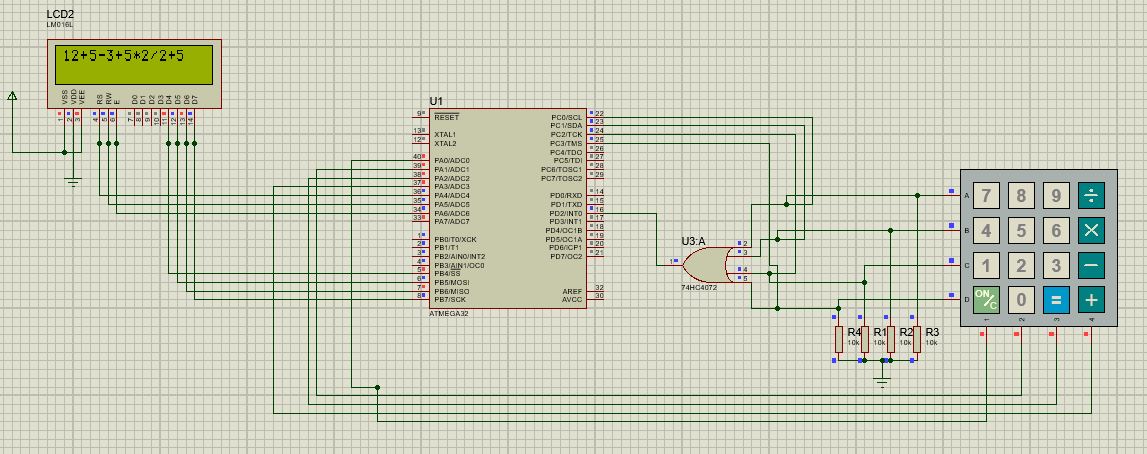 LCD2
LM016L
12+5-3+5*2/2+5
VSS
VDD
VEE
RS
RW
E
D0
D1
D2
D3
D4
D5
D6
D7
1
2
3
4
5
6
7
8
9
10
11
12
13
14
U1
9 RESET
13 XTAL1
12 XTAL2
40 PA0/ADC0
39 PA1/ADC1
38 PA2/ADC2
37 PA3/ADC3
36 PA4/ADC4
35 PA5/ADC5
34 PA6/ADC6
33 PA7/ADC7
1 PB0/T0/XCK
2 PB1/T1
3 PB2/AIN0/INT2
4 PB3/AIN1/OC0
5 PB4/SS
6 PB5/MOSI
7 PB6/MISO
8 PB7/SCK
PC0/SCL 22
PC1/SDA 23
PC2/TCK 24
PC3/TMS 25
PC4/TDO 26
PC5/TDI 27
PC6/TOSC1 28
PC7/TOSC2 29
PD0/RXD 14
PD1/TXD 15
PD2/INT0 16
PD3/INT1 17
PD4/OC1B 18
PD5/OC1A 19
PD6/ICP1 20
PD7/OC2 21
AREF 32
AVCC 30
ATMEGA32
U3:A
1
2
3
4
5
74HC4072
R4
10k
R1
10k
R2
10k
R3
10k
A 7 8 9 ÷
B 4 5 6 ×
C 1 2 3 −
D ON/C 0 = +
1 2 3 4